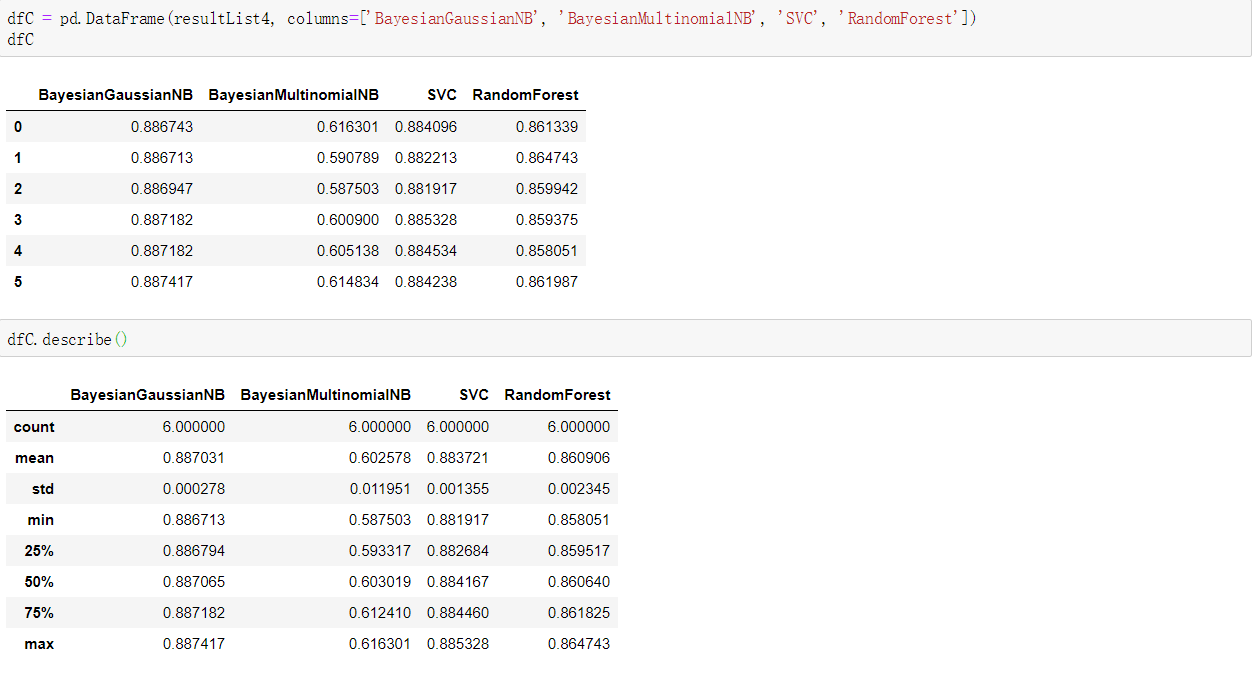 dfC = pd.DataFrame(resultList4, columns=['BayesianGaussianNB', 'BayesianMultinomialNB', 'SVC', 'RandomForest'])
dfC
BayesianGaussianNB BayesianMultinomialNB SVC RandomForest
0 0.886743 0.616301 0.884096 0.861339
1 0.886713 0.590789 0.882213 0.864743
2 0.886947 0.587503 0.881917 0.859942
3 0.887182 0.600900 0.885328 0.859375
4 0.887182 0.605138 0.884534 0.858051
5 0.887417 0.614834 0.884238 0.861987
dfC.describe()
BayesianGaussianNB BayesianMultinomialNB SVC RandomForest
count 6.000000 6.000000 6.000000 6.000000
mean 0.887031 0.602578 0.883721 0.860906
std 0.000278 0.011951 0.001355 0.002345
min 0.886713 0.587503 0.881917 0.858051
25% 0.886794 0.593317 0.882684 0.859517
50% 0.887065 0.603019 0.884167 0.860640
75% 0.887182 0.612410 0.884460 0.861825
max 0.887417 0.616301 0.885328 0.864743